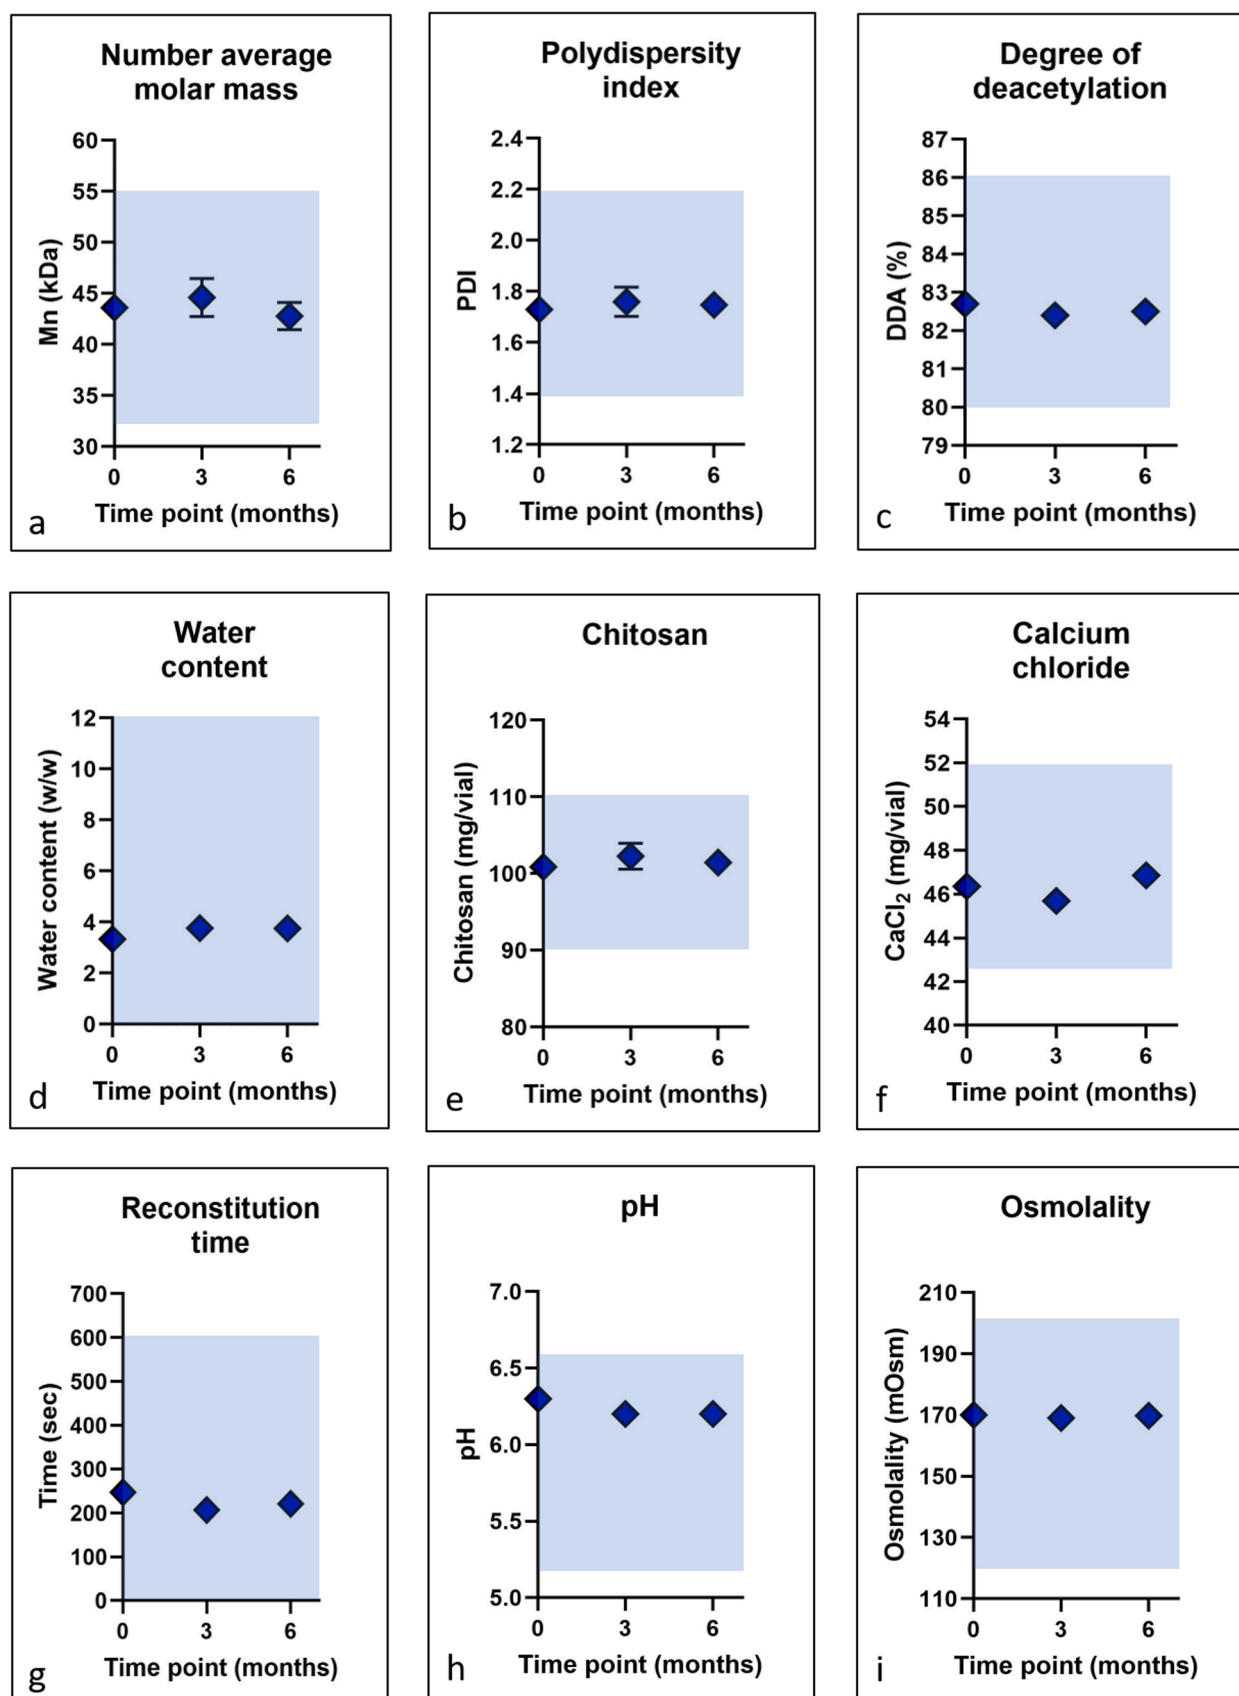 Number average
molar mass
Mn (kDa)
60
55
50
45
40
35
30
0 3 6
Time point (months)
a
Polydispersity
index
PDI
2.4
2.2
2.0
1.8
1.6
1.4
1.2
0 3 6
Time point (months)
b
Degree of
deacetylation
DDA (%)
87
86
85
84
83
82
81
80
79
0 3 6
Time point (months)
c
Water
content
Water content (w/w)
12
10
8
6
4
2
0
0 3 6
Time point (months)
d
Chitosan
Chitosan (mg/vial)
120
110
100
90
80
0 3 6
Time point (months)
e
Calcium
chloride
CaCl₂ (mg/vial)
54
52
50
48
46
44
42
40
0 3 6
Time point (months)
f
Reconstitution
time
Time (sec)
700
600
500
400
300
200
100
0
0 3 6
Time point (months)
g
pH
pH
7.0
6.5
6.0
5.5
5.0
0 3 6
Time point (months)
h
Osmolality
Osmolality (mOsm)
210
190
170
150
130
110
0 3 6
Time point (months)
i